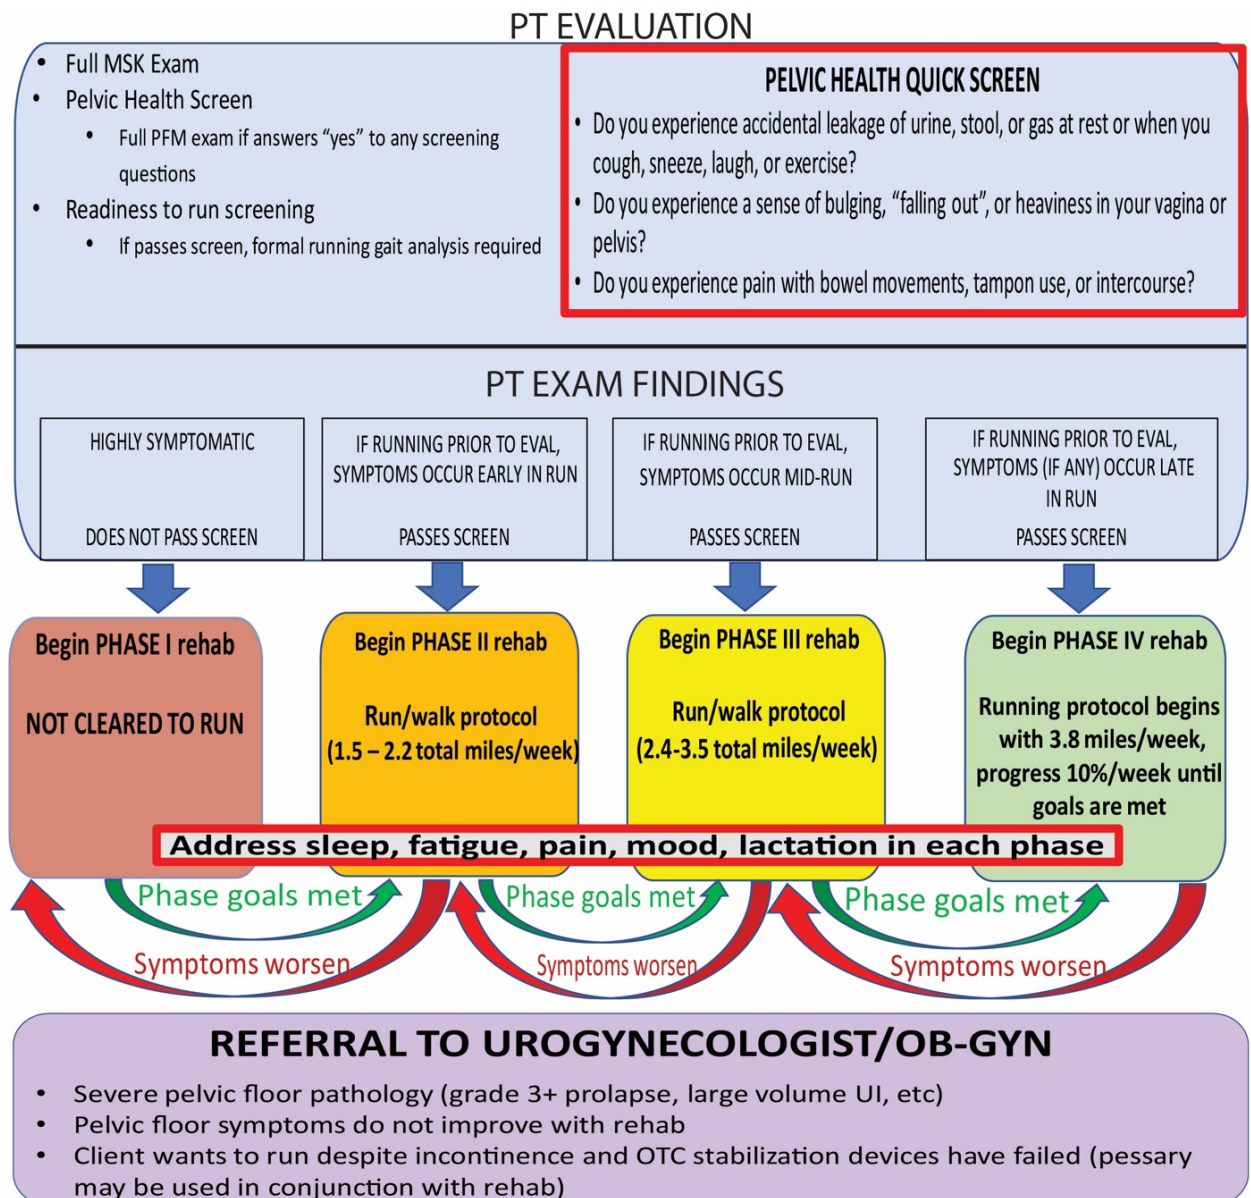 PT EVALUATION
• Full MSK Exam
• Pelvic Health Screen
• Full PFM exam if answers “yes” to any screening
questions
• Readiness to run screening
• If passes screen, formal running gait analysis required
PELVIC HEALTH QUICK SCREEN
• Do you experience accidental leakage of urine, stool, or gas at rest or when you
cough, sneeze, laugh, or exercise?
• Do you experience a sense of bulging, “falling out”, or heaviness in your vagina or
pelvis?
• Do you experience pain with bowel movements, tampon use, or intercourse?
PT EXAM FINDINGS
HIGHLY SYMPTOMATIC
DOES NOT PASS SCREEN
IF RUNNING PRIOR TO EVAL,
SYMPTOMS OCCUR EARLY IN RUN
PASSES SCREEN
IF RUNNING PRIOR TO EVAL,
SYMPTOMS OCCUR MID-RUN
PASSES SCREEN
IF RUNNING PRIOR TO EVAL,
SYMPTOMS (IF ANY) OCCUR LATE
IN RUN
PASSES SCREEN
Begin PHASE I rehab
NOT CLEARED TO RUN
Begin PHASE II rehab
Run/walk protocol
(1.5 – 2.2 total miles/week)
Begin PHASE III rehab
Run/walk protocol
(2.4-3.5 total miles/week)
Begin PHASE IV rehab
Running protocol begins
with 3.8 miles/week,
progress 10%/week until
goals are met
Address sleep, fatigue, pain, mood, lactation in each phase
Phase goals met
Phase goals met
Phase goals met
Symptoms worsen
Symptoms worsen
Symptoms worsen
REFERRAL TO UROGYNECOLOGIST/OB-GYN
• Severe pelvic floor pathology (grade 3+ prolapse, large volume UI, etc)
• Pelvic floor symptoms do not improve with rehab
• Client wants to run despite incontinence and OTC stabilization devices have failed (pessary
may be used in conjunction with rehab)